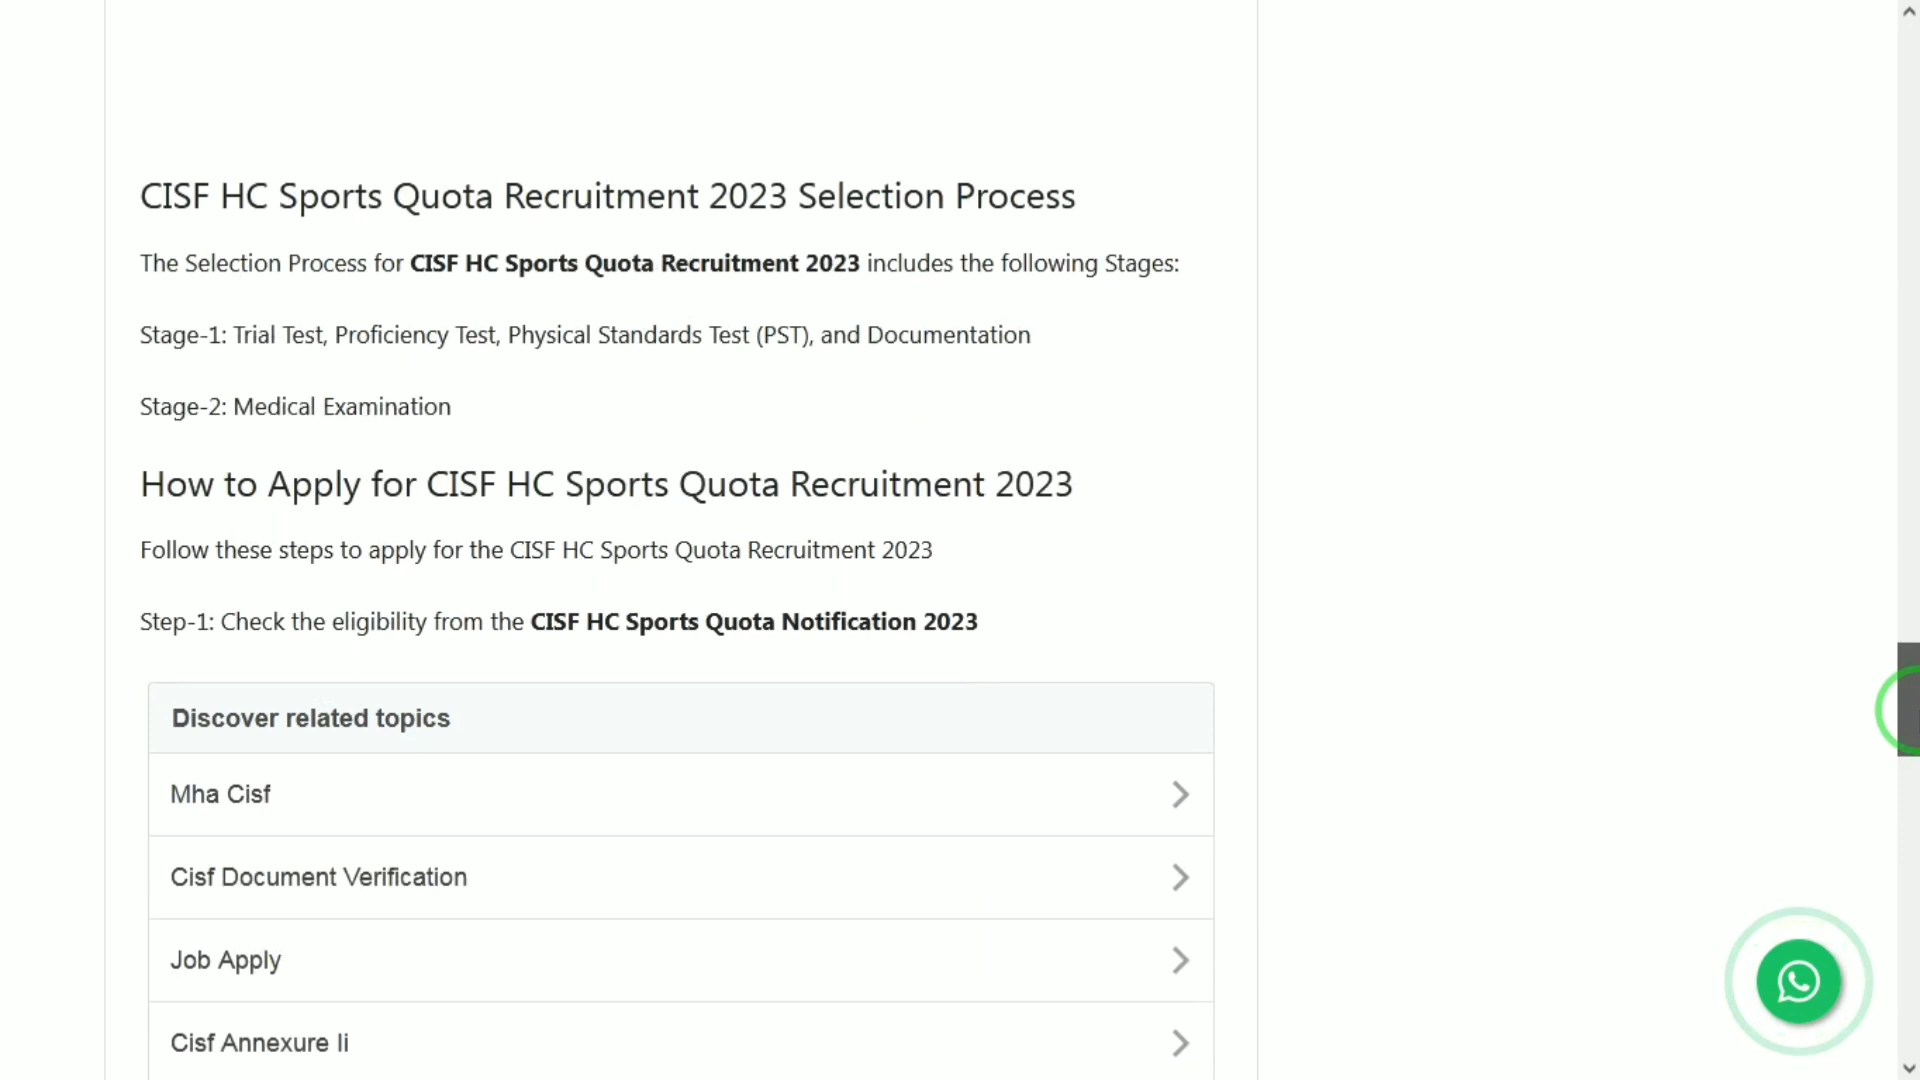 CISF HC Sports Quota Recruitment 2023 Selection Process
The Selection Process for CISF HC Sports Quota Recruitment 2023 includes the following Stages:
Stage-1: Trial Test, Proficiency Test, Physical Standards Test (PST), and Documentation
Stage-2: Medical Examination
How to Apply for CISF HC Sports Quota Recruitment 2023
Follow these steps to apply for the CISF HC Sports Quota Recruitment 2023
Step-1: Check the eligibility from the CISF HC Sports Quota Notification 2023
Discover related topics
Mha Cisf
Cisf Document Verification
Job Apply
Cisf Annexure Ii